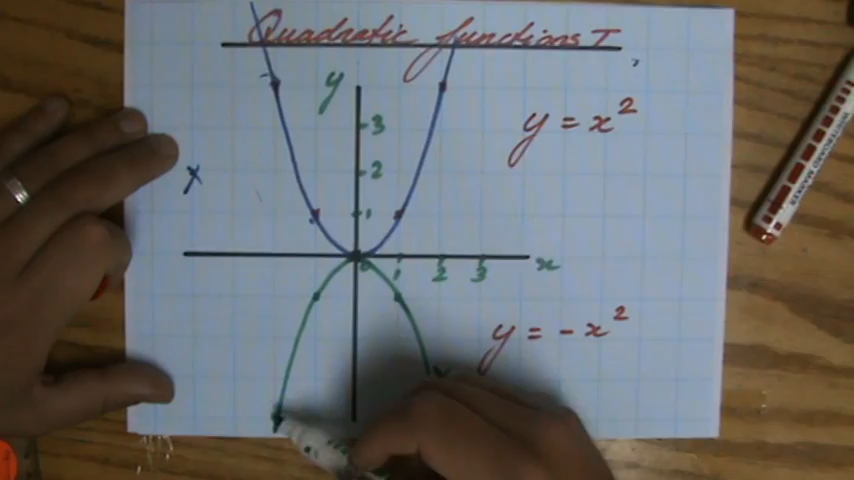 Quadratic functions I
y
3
y = x²
2
x
1
0 1 2 3 x
y = -x²